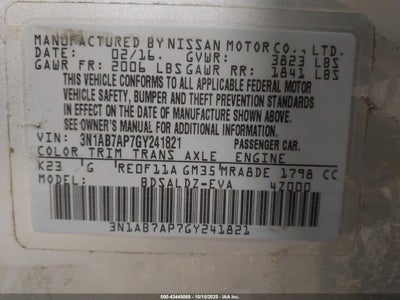 MANUFACTURED BY NISSAN MOTOR CO., LTD.
DATE: 02/16. GVWR: 3823 LBS
GAWR FR: 2006 LBS GAWR RR: 1841 LBS
THIS VEHICLE CONFORMS TO ALL APPLICABLE FEDERAL MOTOR
VEHICLE SAFETY, BUMPER AND THEFT PREVENTION STANDARDS
IN EFFECT ON THE DATE OF MANUFACTURE SHOWN ABOVE.
SEE OWNER'S MANUAL FOR ADDITIONAL INFORMATION
VIN: 3N1AB7AP7GY241821 PASSENGER CAR.
COLOR TRIM TRANS AXLE ENGINE
K23 G RE0F11A GM35 MRA8DE 1798 CC
MODEL: BDSALDZ-EVA 47000
3N1AB7AP7GY241821
000-43445068 - 10/15/2025 - IAA Inc.